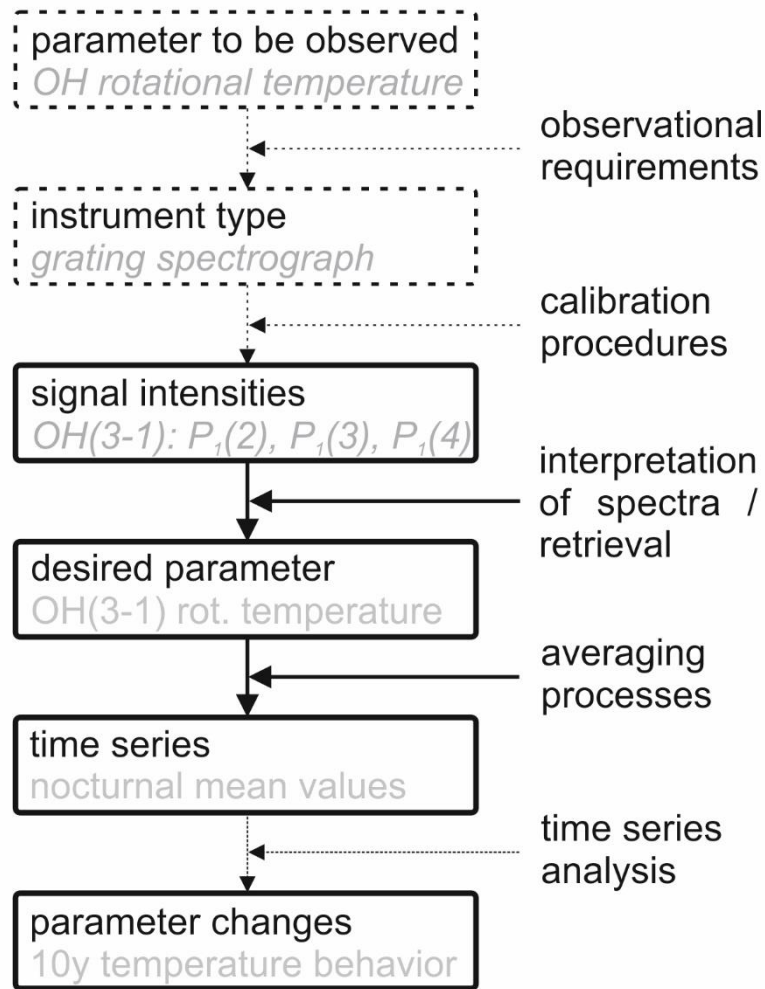 parameter to be observed
OH rotational temperature
observational
requirements
instrument type
grating spectrograph
calibration
procedures
signal intensities
OH(3-1): P₁(2), P₁(3), P₁(4)
interpretation
of spectra /
retrieval
desired parameter
OH(3-1) rot. temperature
averaging
processes
time series
nocturnal mean values
time series
analysis
parameter changes
10y temperature behavior